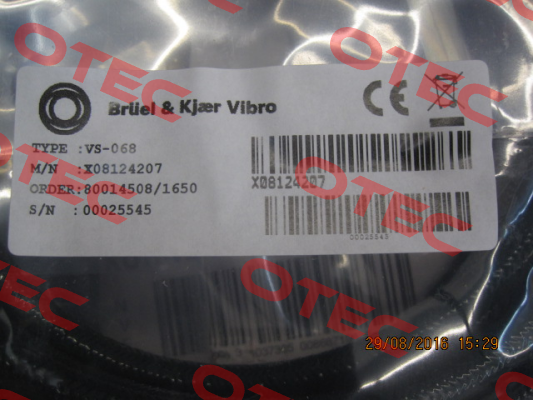 OTEC
OTEC
Brüel & Kjær Vibro
CE
TYPE :VS-068
M/N :X08124207
ORDER:80014508/1650
S/N : 00025545
X08124207
00025545
OTEC
OTEC
OTEC
OTEC
29/08/2016 15:29
OTEC